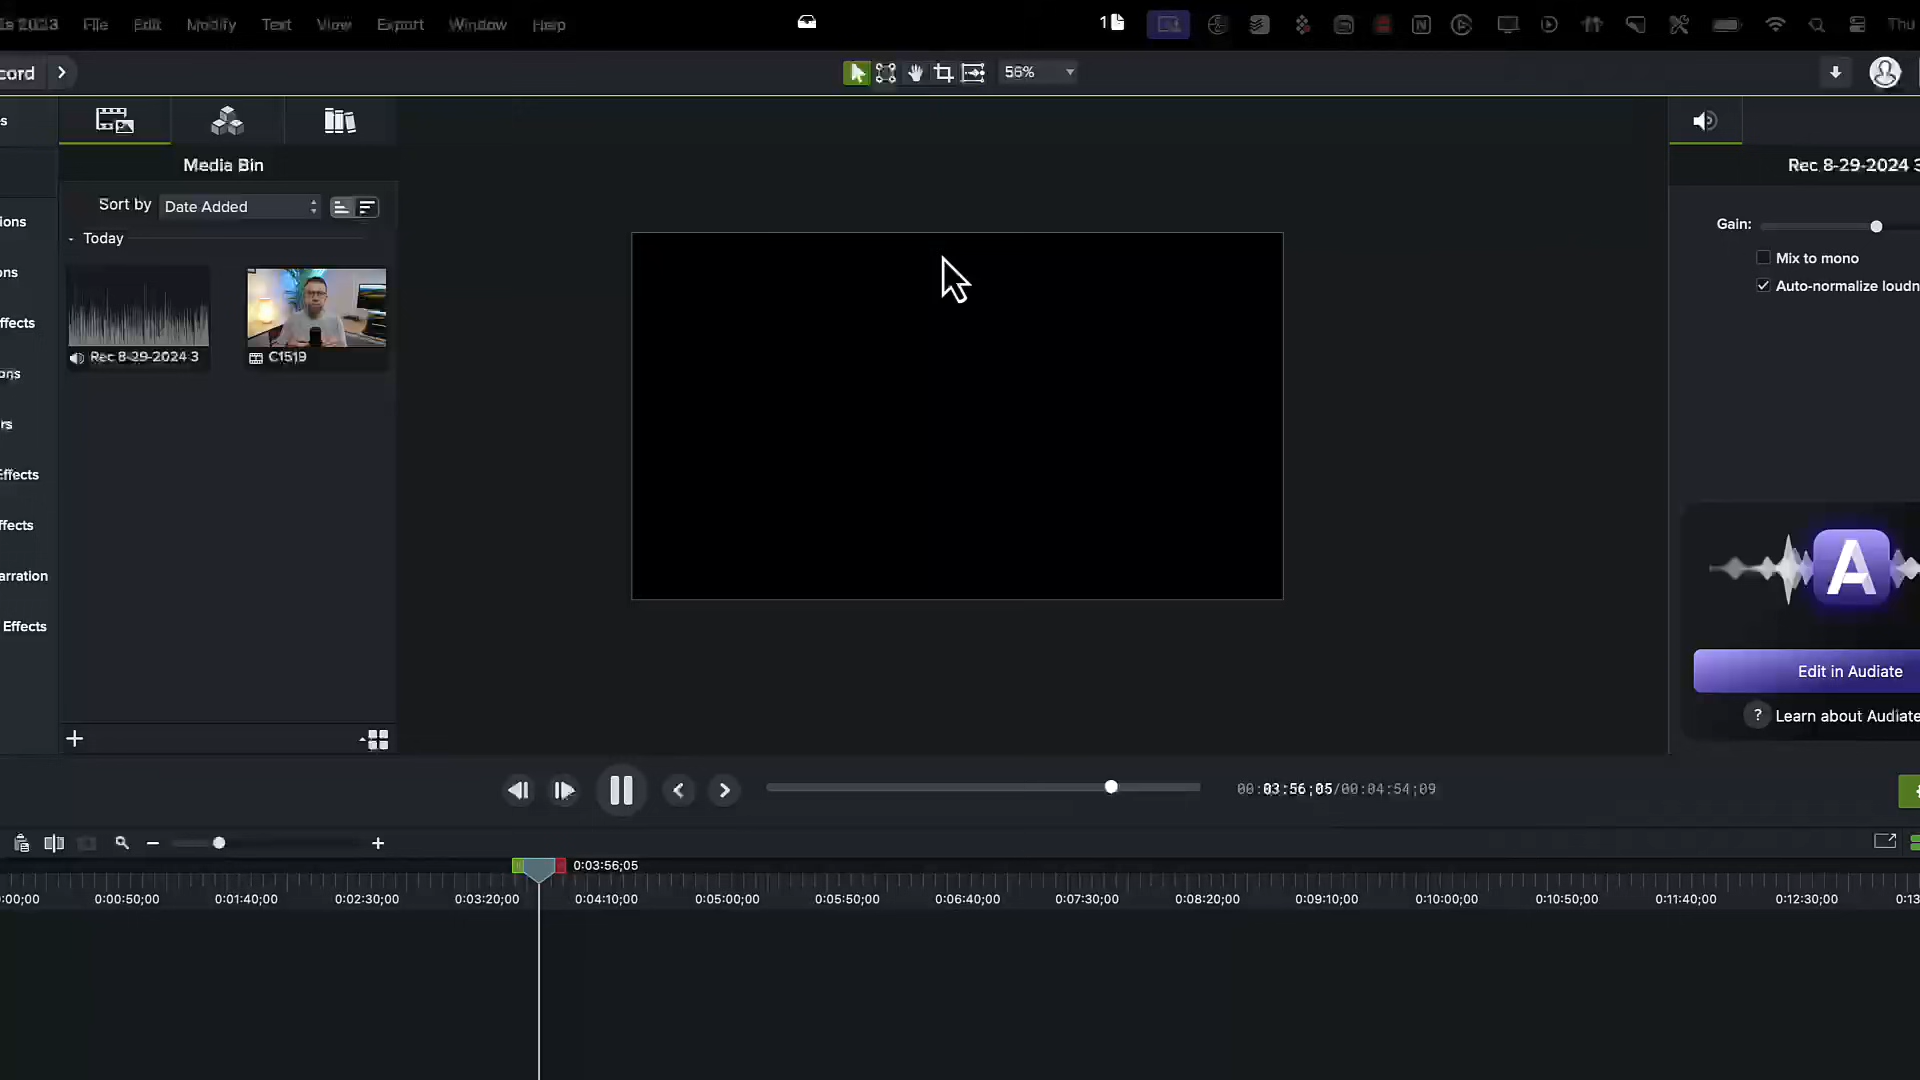 File Edit Modify Text View Export Window Help 1 Thu
cord 56%
s
Media Bin Rec 8-29-2024 3
Sort by Date Added
ions Gain:
Today
Mix to mono
ons
Auto-normalize loudn
ffects
Rec 8-29-2024 3 C1519
ons
rs
Effects
ffects
A
arration
Effects
Edit in Audiate
? Learn about Audiate
00:03:56;05/00:04:54;09
0:03:56;05
:00;00 0:00:50;00 0:01:40;00 0:02:30;00 0:03:20;00 0:04:10;00 0:05:00;00 0:05:50;00 0:06:40;00 0:07:30;00 0:08:20;00 0:09:10;00 0:10:00;00 0:10:50;00 0:11:40;00 0:12:30;00 0:13